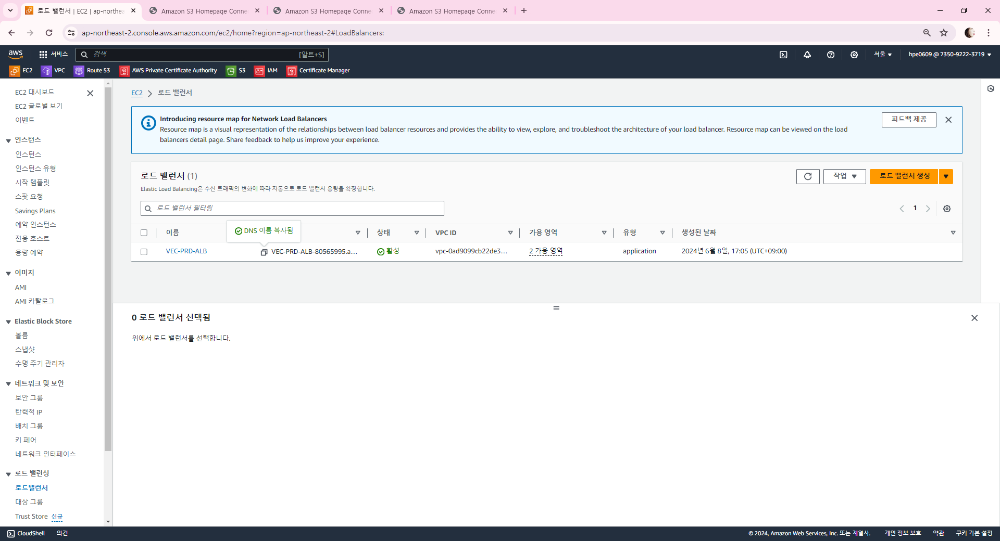 로드 밸런서 | EC2 | ap-northea
Amazon S3 Homepage Conne
Amazon S3 Homepage Conne
Amazon S3 Homepage Conne
ap-northeast-2.console.aws.amazon.com/ec2/home?region=ap-northeast-2#LoadBalancers:
aws
서비스
검색
[알트+S]
서울
hpe0609 @ 7350-9222-3719
EC2
VPC
Route 53
AWS Private Certificate Authority
S3
IAM
Certificate Manager
EC2 대시보드
EC2 글로벌 보기
이벤트
인스턴스
인스턴스
인스턴스 유형
시작 템플릿
스팟 요청
Savings Plans
예약 인스턴스
전용 호스트
용량 예약
이미지
AMI
AMI 카탈로그
Elastic Block Store
볼륨
스냅샷
수명 주기 관리자
네트워크 및 보안
보안 그룹
탄력적 IP
배치 그룹
키 페어
네트워크 인터페이스
로드 밸런싱
로드밸런서
대상 그룹
Trust Store 신규
EC2
로드 밸런서
Introducing resource map for Network Load Balancers
Resource map is a visual representation of the relationships between load balancer resources and provides the ability to view, explore, and troubleshoot the architecture of your load balancer. Resource map can be viewed on the load
balancers detail page. Share feedback to help us improve your experience.
피드백 제공
로드 밸런서 (1)
Elastic Load Balancing은 수신 트래픽의 변화에 따라 자동으로 로드 밸런서 용량을 확장합니다.
작업
로드 밸런서 생성
로드 밸런서 필터링
1
DNS 이름 복사됨
이름
상태
VPC ID
가용 영역
유형
생성된 날짜
VEC-PRD-ALB
VEC-PRD-ALB-80565995.a...
활성
vpc-0ad9099cb22de3...
2 가용 영역
application
2024년 6월 8일, 17:05 (UTC+09:00)
0 로드 밸런서 선택됨
위에서 로드 밸런서를 선택합니다.
CloudShell
의견
© 2024, Amazon Web Services, Inc. 또는 계열사.
개인 정보 보호
약관
쿠키 기본 설정